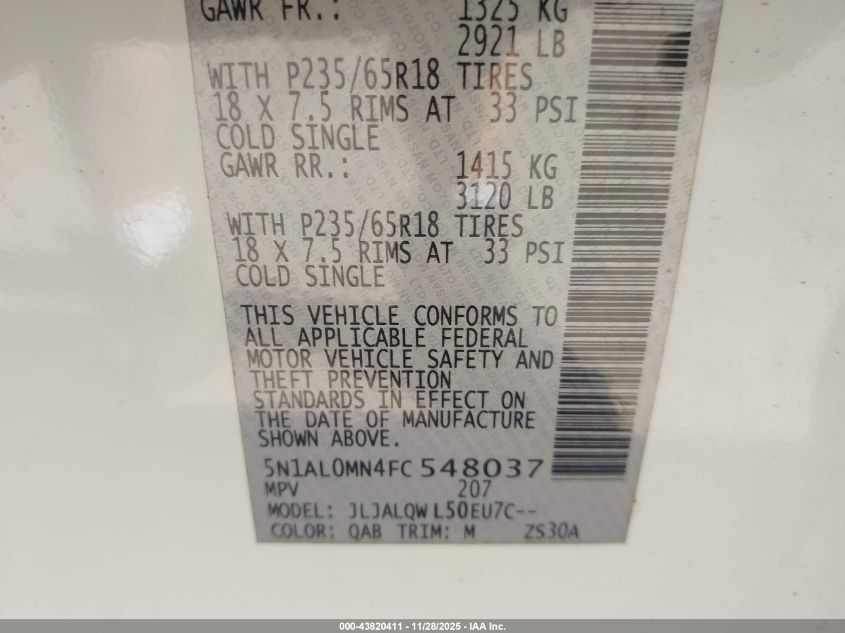 GAWR FR.: 1325 KG
2921 LB
WITH P235/65R18 TIRES
18 X 7.5 RIMS AT 33 PSI
COLD SINGLE
GAWR RR.: 1415 KG
3120 LB
WITH P235/65R18 TIRES
18 X 7.5 RIMS AT 33 PSI
COLD SINGLE
THIS VEHICLE CONFORMS TO
ALL APPLICABLE FEDERAL
MOTOR VEHICLE SAFETY AND
THEFT PREVENTION
STANDARDS IN EFFECT ON
THE DATE OF MANUFACTURE
SHOWN ABOVE.
5N1AL0MN4FC 548037
MPV 207
MODEL: JLJALQWL50EU7C--
COLOR: QAB TRIM: M ZS30A
000-43820411 - 11/28/2025 - IAA Inc.